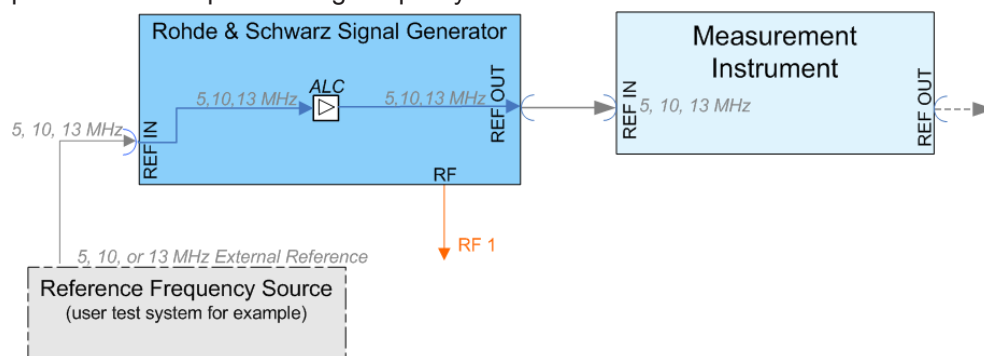 Rohde & Schwarz Signal Generator
ALC
5,10,13 MHz
5,10,13 MHz
REF OUT
5, 10, 13 MHz
REF IN
RF
RF 1
Measurement
Instrument
REF IN
5, 10, 13 MHz
REF OUT
5, 10, or 13 MHz External Reference
Reference Frequency Source
(user test system for example)